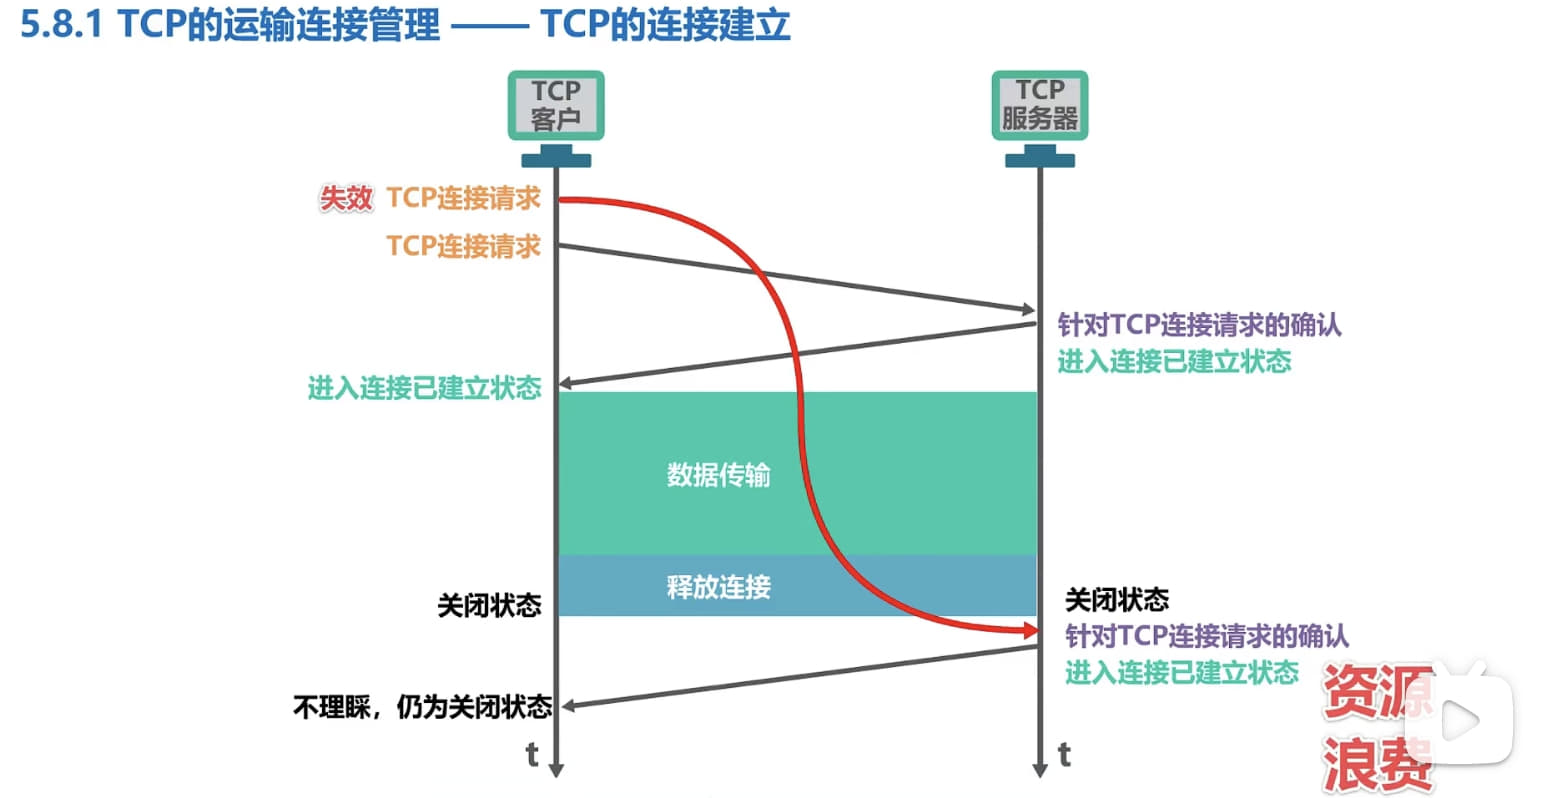 5.8.1 TCP的运输连接管理 —— TCP的连接建立
TCP
客户
TCP
服务器
失效 TCP连接请求
TCP连接请求
针对TCP连接请求的确认
进入连接已建立状态
进入连接已建立状态
数据传输
释放连接
关闭状态
关闭状态
针对TCP连接请求的确认
进入连接已建立状态
不理睬，仍为关闭状态
资源
浪费
t
t